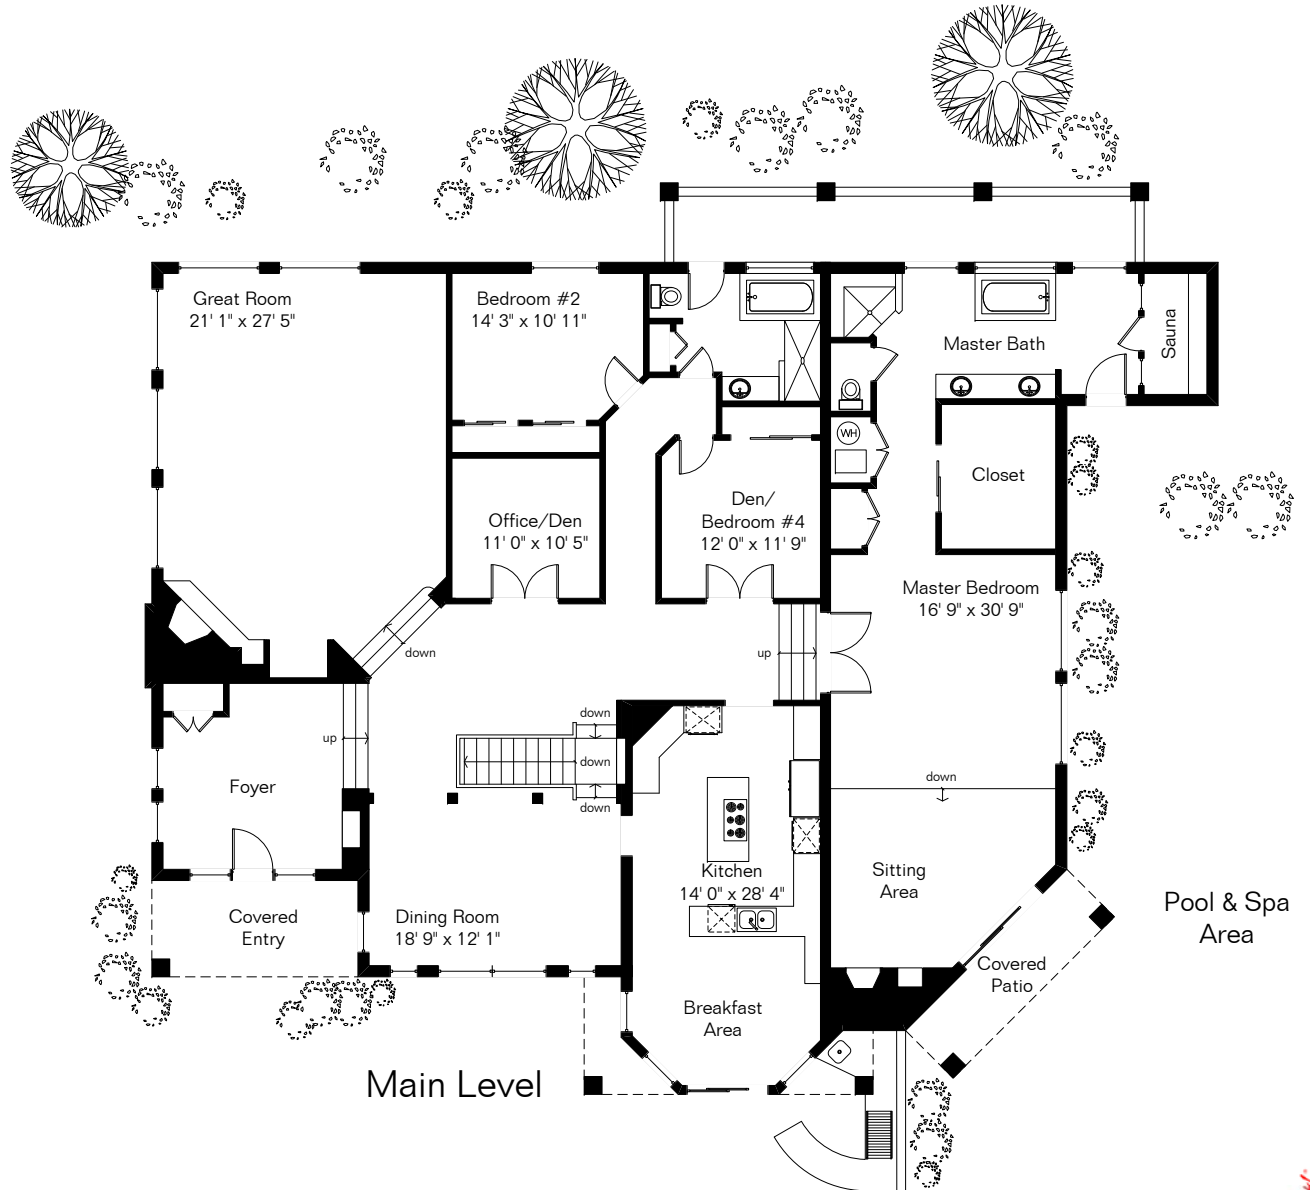 Great Room
21' 1" x 27' 5"
Bedroom #2
14' 3" x 10' 11"
Master Bath
Sauna
WH
Closet
Office/Den
11' 0" x 10' 5"
Den/
Bedroom #4
12' 0" x 11' 9"
Master Bedroom
16' 9" x 30' 9"
down
up
down
up
down
down
down
Foyer
Kitchen
14' 0" x 28' 4"
Sitting
Area
Covered
Entry
Dining Room
18' 9" x 12' 1"
Pool & Spa
Area
Covered
Patio
Breakfast
Area
Main Level